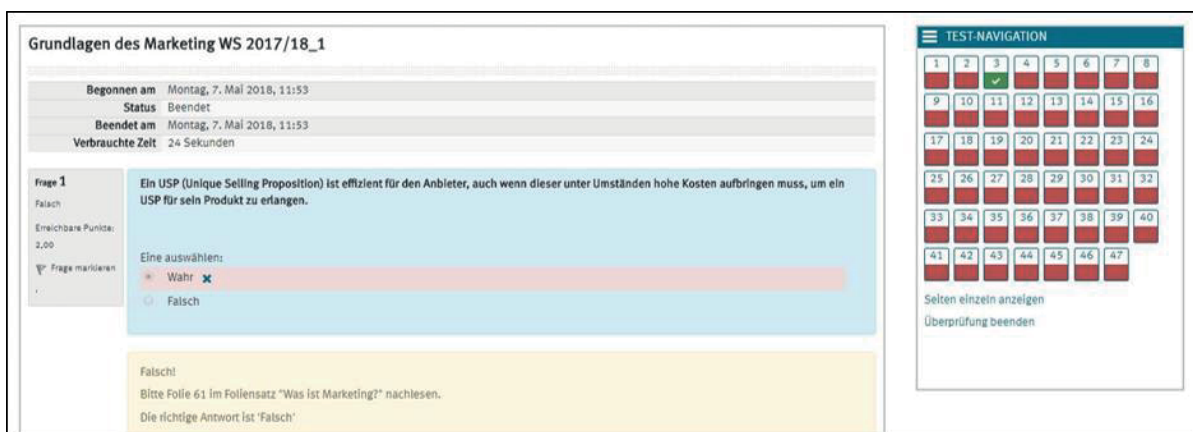 Grundlagen des Marketing WS 2017/18_1
Begonnen am Montag, 7. Mai 2018, 11:53
Status Beendet
Beendet am Montag, 7. Mai 2018, 11:53
Verbrauchte Zeit 24 Sekunden
Frage 1
Falsch
Erreichbare Punkte:
2,00
Frage markieren
Ein USP (Unique Selling Proposition) ist effizient für den Anbieter, auch wenn dieser unter Umständen hohe Kosten aufbringen muss, um ein
USP für sein Produkt zu erlangen.
Eine auswählen:
Wahr
Falsch
Falsch!
Bitte Folie 61 im Foliensatz "Was ist Marketing?" nachlesen.
Die richtige Antwort ist 'Falsch'
TEST-NAVIGATION
1 2 3 4 5 6 7 8
9 10 11 12 13 14 15 16
17 18 19 20 21 22 23 24
25 26 27 28 29 30 31 32
33 34 35 36 37 38 39 40
41 42 43 44 45 46 47
Seiten einzeln anzeigen
Überprüfung beenden